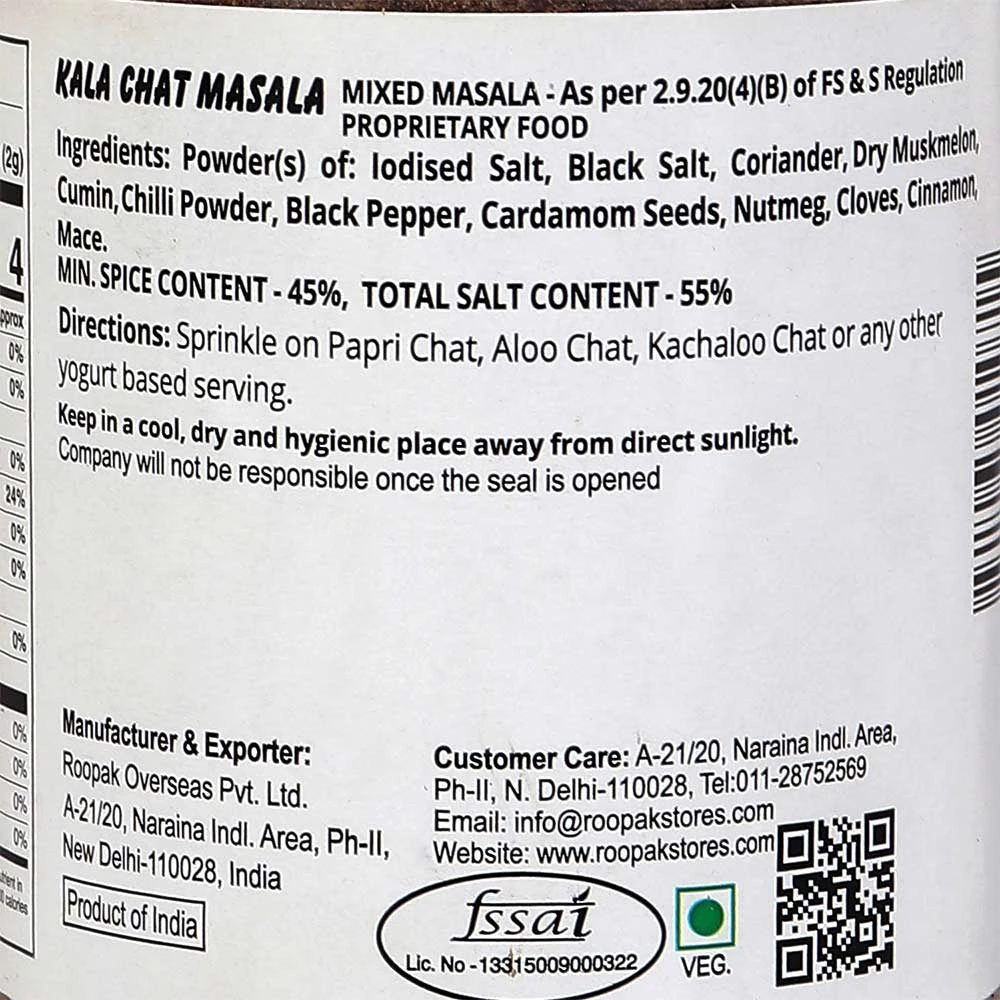 (2g)
4
0%
0%
0%
24%
0%
0%
0%
0%
0%
0%
0%
KALA CHAT MASALA MIXED MASALA - As per 2.9.20(4)(B) of FS & S Regulation
PROPRIETARY FOOD
Ingredients: Powder(s) of: Iodised Salt, Black Salt, Coriander, Dry Muskmelon,
Cumin, Chilli Powder, Black Pepper, Cardamom Seeds, Nutmeg, Cloves, Cinnamon,
Mace.
MIN. SPICE CONTENT - 45%, TOTAL SALT CONTENT - 55%
Directions: Sprinkle on Papri Chat, Aloo Chat, Kachaloo Chat or any other
yogurt based serving.
Keep in a cool, dry and hygienic place away from direct sunlight.
Company will not be responsible once the seal is opened
Manufacturer & Exporter:
Roopak Overseas Pvt. Ltd.
A-21/20, Naraina Indl. Area, Ph-II,
New Delhi-110028, India
Product of India
Customer Care: A-21/20, Naraina Indl. Area,
Ph-II, N. Delhi-110028, Tel:011-28752569
Email: info@roopakstores.com
Website: www.roopakstores.com
fssai
Lic. No -13315009000322
VEG.